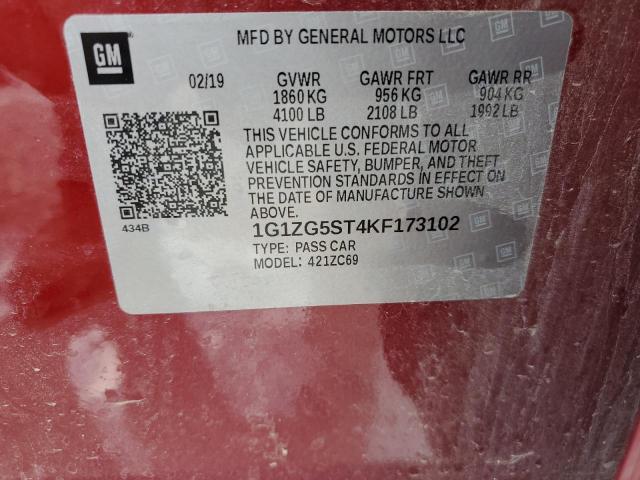 GM
MFD BY GENERAL MOTORS LLC
02/19 GVWR GAWR FRT GAWR RR
1860 KG 956 KG 904 KG
4100 LB 2108 LB 1992 LB
THIS VEHICLE CONFORMS TO ALL
APPLICABLE U.S. FEDERAL MOTOR
VEHICLE SAFETY, BUMPER, AND THEFT
PREVENTION STANDARDS IN EFFECT ON
THE DATE OF MANUFACTURE SHOWN
ABOVE.
434B
1G1ZG5ST4KF173102
TYPE: PASS CAR
MODEL: 421ZC69